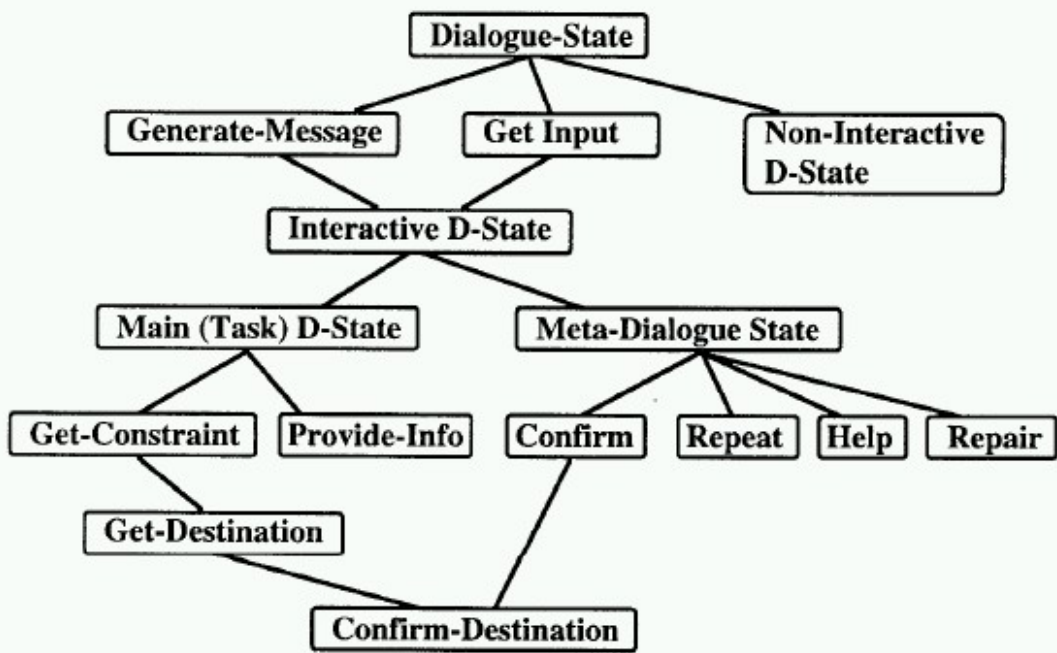 Dialogue-State
Generate-Message
Get Input
Non-Interactive
D-State
Interactive D-State
Main (Task) D-State
Meta-Dialogue State
Get-Constraint
Provide-Info
Confirm
Repeat
Help
Repair
Get-Destination
Confirm-Destination